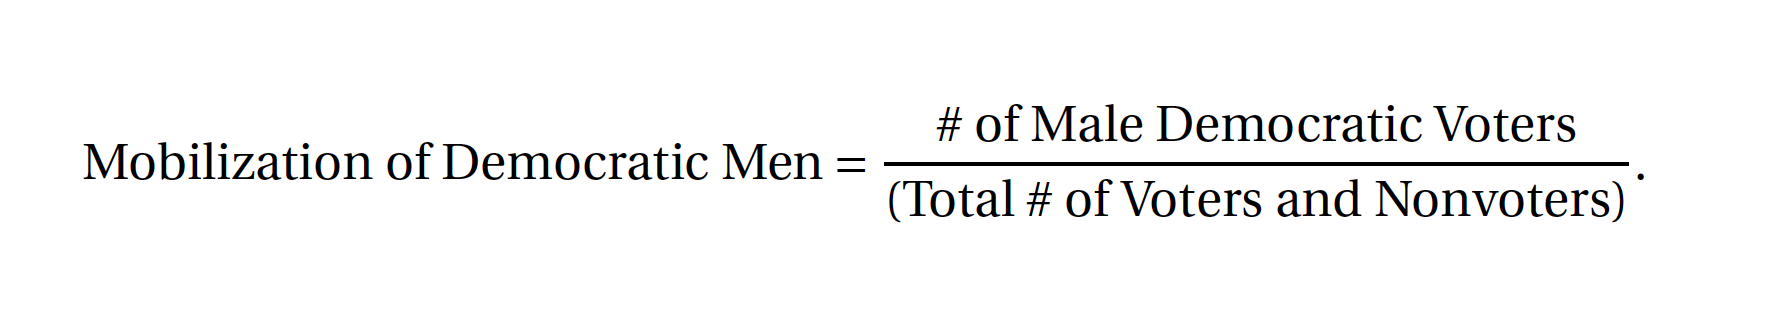 Mobilization of Democratic Men = # of Male Democratic Voters
(Total # of Voters and Nonvoters).